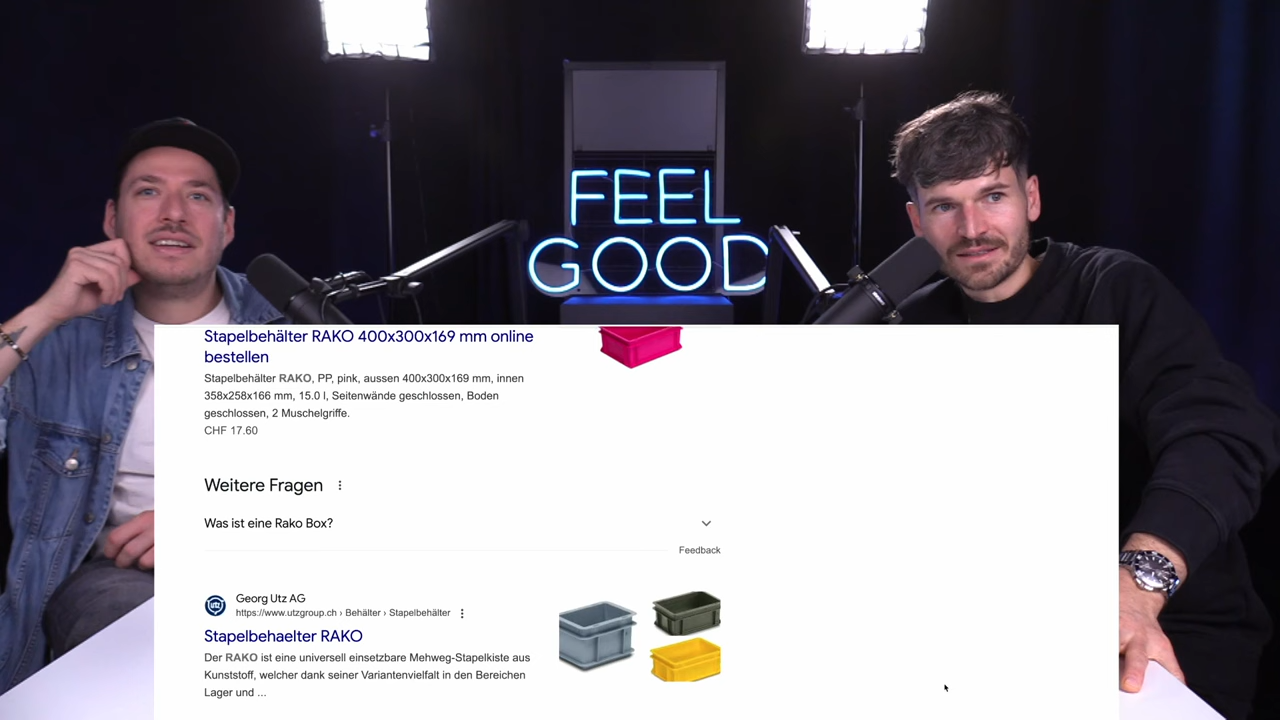 FEEL
GOOD
Stapelbehälter RAKO 400x300x169 mm online
bestellen
Stapelbehälter RAKO, PP, pink, aussen 400x300x169 mm, innen
358x258x166 mm, 15.0 l, Seitenwände geschlossen, Boden
geschlossen, 2 Muschelgriffe.
CHF 17.60
Weitere Fragen
Was ist eine Rako Box?
Feedback
utz
Georg Utz AG
https://www.utzgroup.ch › Behälter › Stapelbehälter
Stapelbehaelter RAKO
Der RAKO ist eine universell einsetzbare Mehweg-Stapelkiste aus
Kunststoff, welcher dank seiner Variantenvielfalt in den Bereichen
Lager und ...